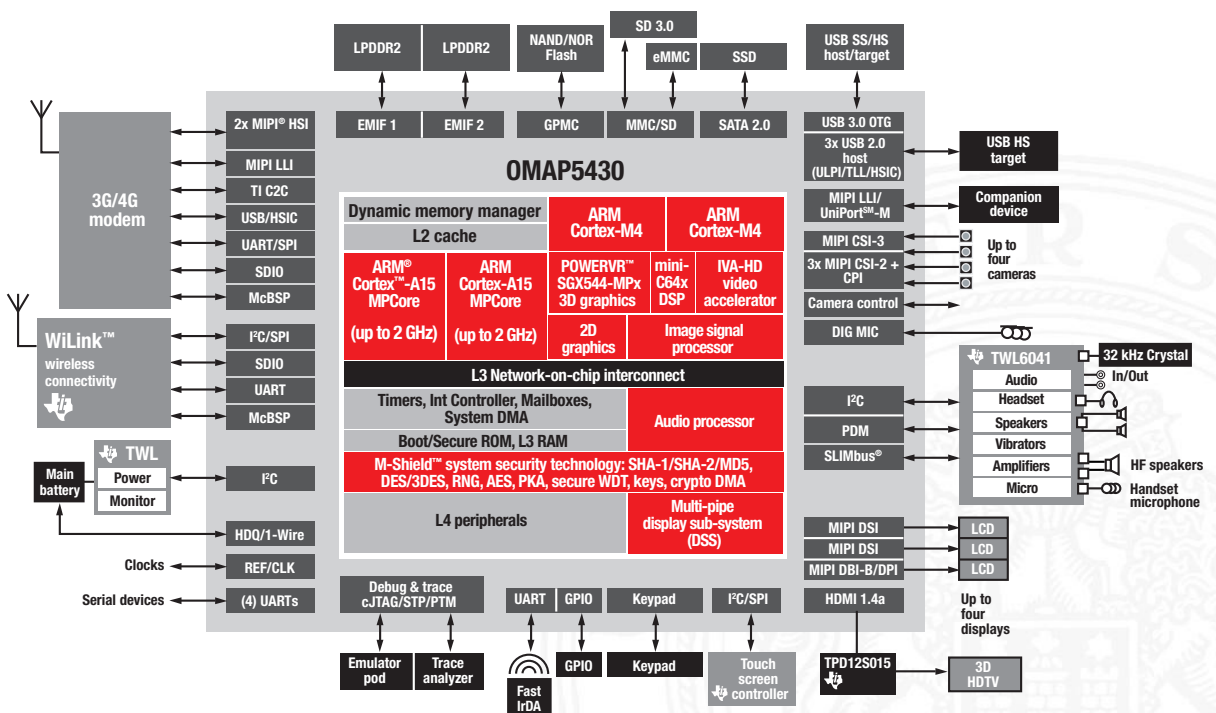 SD 3.0
LPDDR2
LPDDR2
NAND/NOR
Flash
eMMC
SSD
USB SS/HS
host/target
EMIF 1
EMIF 2
GPMC
MMC/SD
SATA 2.0
USB 3.0 OTG
3x USB 2.0
host
(ULPI/TLL/HSIC)
USB HS
target
MIPI LLI/
UniPort℠-M
Companion
device
MIPI CSI-3
3x MIPI CSI-2 +
CPI
Up to
four
cameras
Camera control
DIG MIC
3G/4G
modem
2x MIPI® HSI
MIPI LLI
TI C2C
USB/HSIC
UART/SPI
SDIO
McBSP
WiLink™
wireless
connectivity
I²C/SPI
SDIO
UART
McBSP
Main
battery
TWL
Power
Monitor
I²C
HDQ/1-Wire
Clocks
REF/CLK
Serial devices
(4) UARTs
OMAP5430
Dynamic memory manager
L2 cache
ARM
Cortex-M4
ARM
Cortex-M4
ARM®
Cortex™-A15
MPCore
(up to 2 GHz)
ARM
Cortex-A15
MPCore
(up to 2 GHz)
POWERVR™
SGX544-MPx
3D graphics
mini-
C64x
DSP
IVA-HD
video
accelerator
2D
graphics
Image signal
processor
L3 Network-on-chip interconnect
Timers, Int Controller, Mailboxes,
System DMA
Boot/Secure ROM, L3 RAM
Audio processor
M-Shield™ system security technology: SHA-1/SHA-2/MD5,
DES/3DES, RNG, AES, PKA, secure WDT, keys, crypto DMA
L4 peripherals
Multi-pipe
display sub-system
(DSS)
I²C
PDM
SLIMbus®
TWL6041
32 kHz Crystal
Audio
In/Out
Headset
Speakers
Vibrators
Amplifiers
HF speakers
Micro
Handset
microphone
MIPI DSI
LCD
MIPI DSI
LCD
MIPI DBI-B/DPI
LCD
HDMI 1.4a
Up to
four
displays
TPD12S015
3D
HDTV
Debug & trace
cJTAG/STP/PTM
UART
GPIO
Keypad
I²C/SPI
Emulator
pod
Trace
analyzer
Fast
IrDA
GPIO
Keypad
Touch
screen
controller